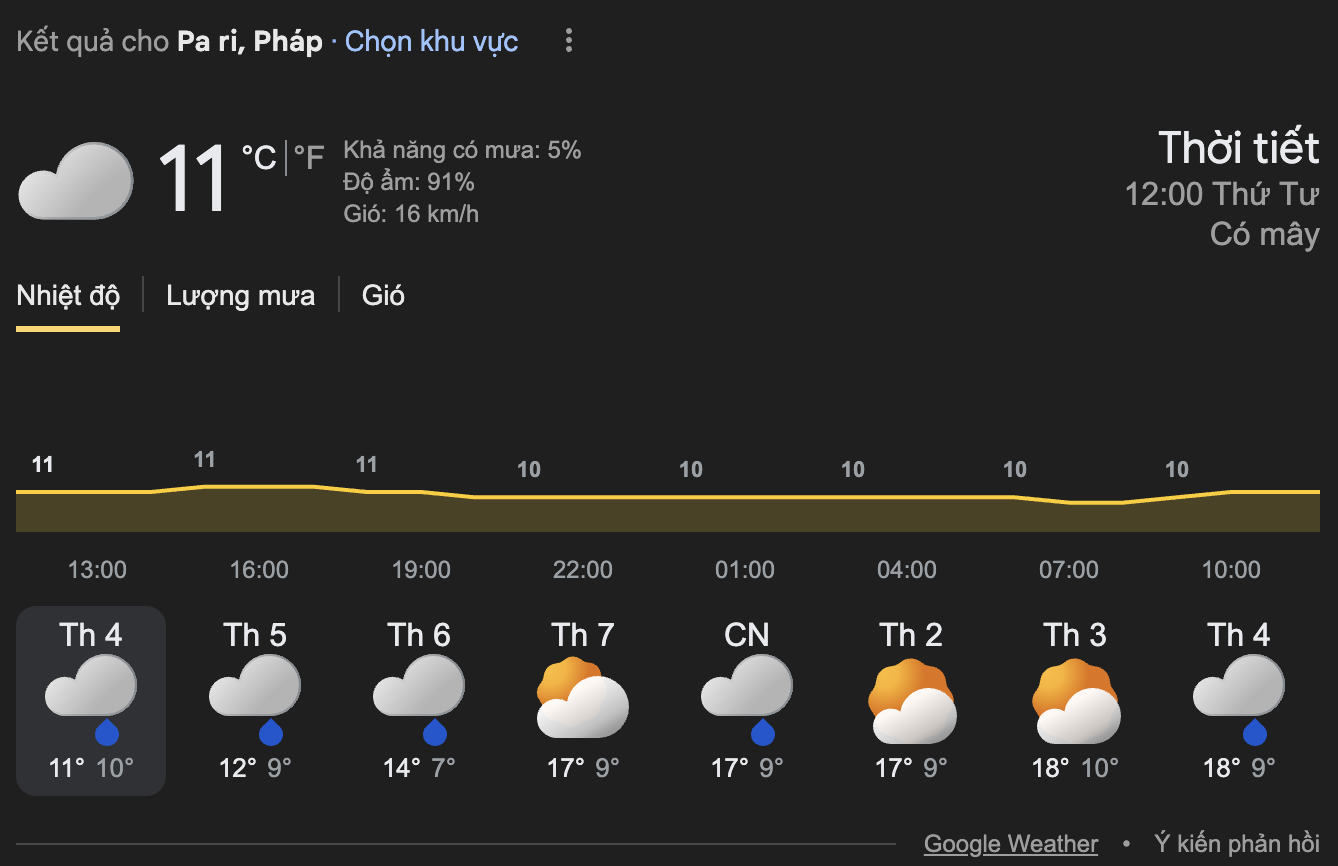 Kết quả cho Pa ri, Pháp · Chọn khu vực
11 °C | °F
Khả năng có mưa: 5%
Độ ẩm: 91%
Gió: 16 km/h
Thời tiết
12:00 Thứ Tư
Có mây
Nhiệt độ | Lượng mưa | Gió
11 11 11 10 10 10 10 10
13:00 16:00 19:00 22:00 01:00 04:00 07:00 10:00
Th 4 Th 5 Th 6 Th 7 CN Th 2 Th 3 Th 4
11° 10° 12° 9° 14° 7° 17° 9° 17° 9° 17° 9° 18° 10° 18° 9°
Google Weather • Ý kiến phản hồi